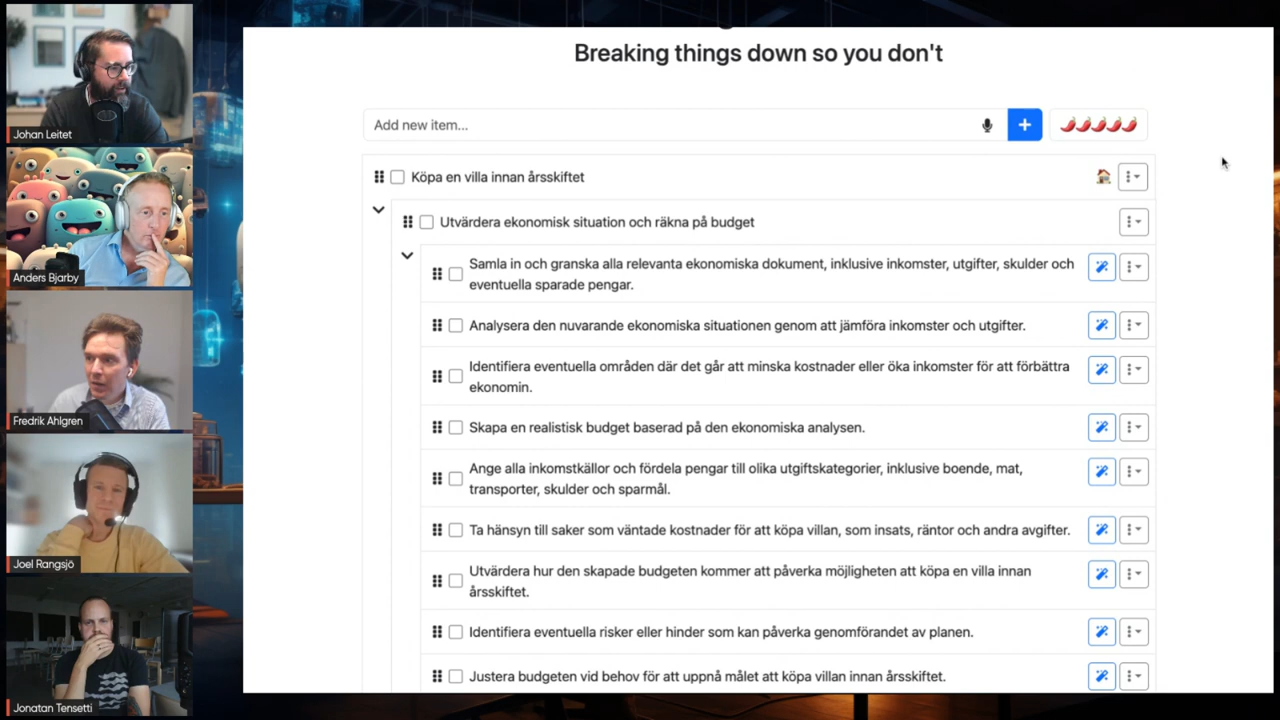 Johan Leitet
Anders Bjarby
Fredrik Ahlgren
Joel Rangsjö
Jonatan Tensetti
Breaking things down so you don't
Add new item...
Köpa en villa innan årsskiftet
Utvärdera ekonomisk situation och räkna på budget
Samla in och granska alla relevanta ekonomiska dokument, inklusive inkomster, utgifter, skulder och
eventuella sparade pengar.
Analysera den nuvarande ekonomiska situationen genom att jämföra inkomster och utgifter.
Identifiera eventuella områden där det går att minska kostnader eller öka inkomster för att förbättra
ekonomin.
Skapa en realistisk budget baserad på den ekonomiska analysen.
Ange alla inkomstkällor och fördela pengar till olika utgiftskategorier, inklusive boende, mat,
transporter, skulder och sparmål.
Ta hänsyn till saker som väntade kostnader för att köpa villan, som insats, räntor och andra avgifter.
Utvärdera hur den skapade budgeten kommer att påverka möjligheten att köpa en villa innan
årsskiftet.
Identifiera eventuella risker eller hinder som kan påverka genomförandet av planen.
Justera budgeten vid behov för att uppnå målet att köpa villan innan årsskiftet.